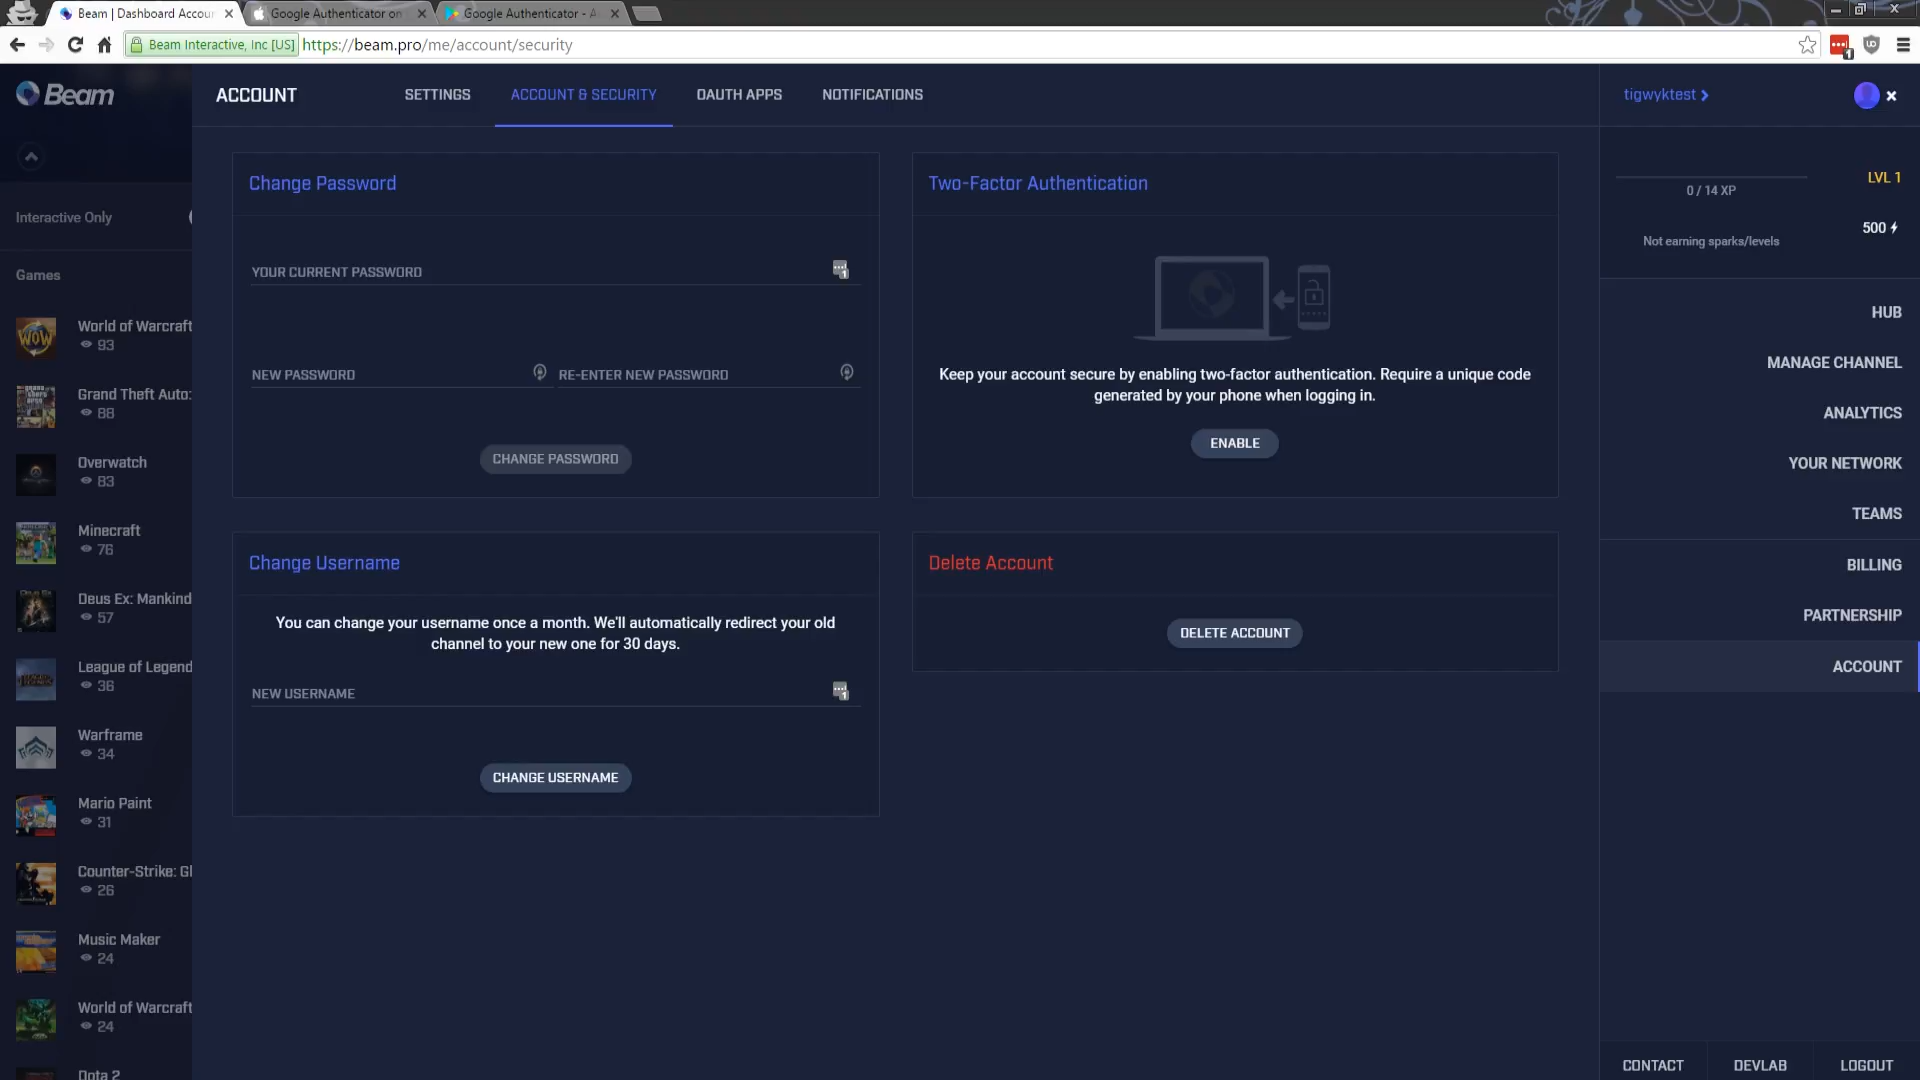 Beam | Dashboard Accou
Google Authenticator on
Google Authenticator - A
Beam Interactive, Inc [US]
https://beam.pro/me/account/security
Beam
ACCOUNT
SETTINGS
ACCOUNT & SECURITY
OAUTH APPS
NOTIFICATIONS
tigwyktest
Interactive Only
Games
World of Warcraft
93
Grand Theft Auto:
88
Overwatch
83
Minecraft
76
Deus Ex: Mankind
57
League of Legend
36
Warframe
34
Mario Paint
31
Counter-Strike: Gl
26
Music Maker
24
World of Warcraft
24
Dota 2
Change Password
YOUR CURRENT PASSWORD
NEW PASSWORD
RE-ENTER NEW PASSWORD
CHANGE PASSWORD
Two-Factor Authentication
Keep your account secure by enabling two-factor authentication. Require a unique code
generated by your phone when logging in.
ENABLE
Change Username
You can change your username once a month. We'll automatically redirect your old
channel to your new one for 30 days.
NEW USERNAME
CHANGE USERNAME
Delete Account
DELETE ACCOUNT
0 / 14 XP
LVL 1
Not earning sparks/levels
500
HUB
MANAGE CHANNEL
ANALYTICS
YOUR NETWORK
TEAMS
BILLING
PARTNERSHIP
ACCOUNT
CONTACT
DEVLAB
LOGOUT